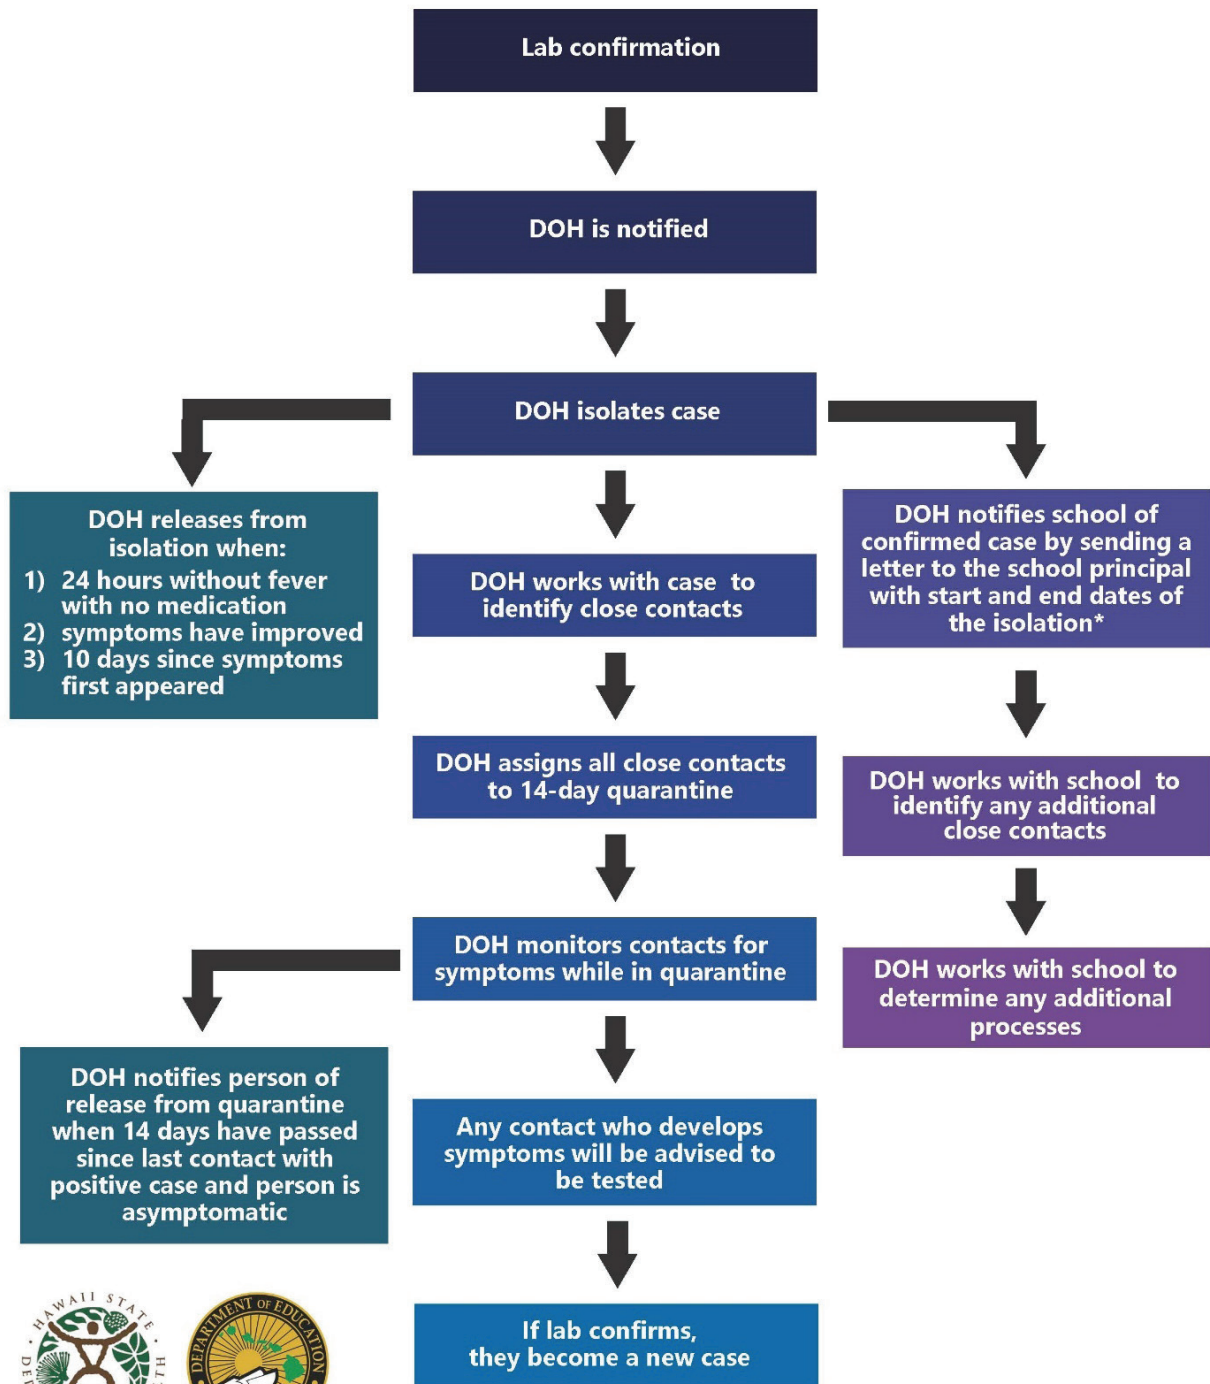 Lab confirmation
DOH is notified
DOH isolates case
DOH releases from
isolation when:
1) 24 hours without fever
with no medication
2) symptoms have improved
3) 10 days since symptoms
first appeared
DOH works with case to
identify close contacts
DOH notifies school of
confirmed case by sending a
letter to the school principal
with start and end dates of
the isolation*
DOH assigns all close contacts
to 14-day quarantine
DOH works with school to
identify any additional
close contacts
DOH monitors contacts for
symptoms while in quarantine
DOH works with school to
determine any additional
processes
DOH notifies person of
release from quarantine
when 14 days have passed
since last contact with
positive case and person is
asymptomatic
Any contact who develops
symptoms will be advised to
be tested
If lab confirms,
they become a new case
HAWAII STATE
DEPARTMENT OF EDUCATION